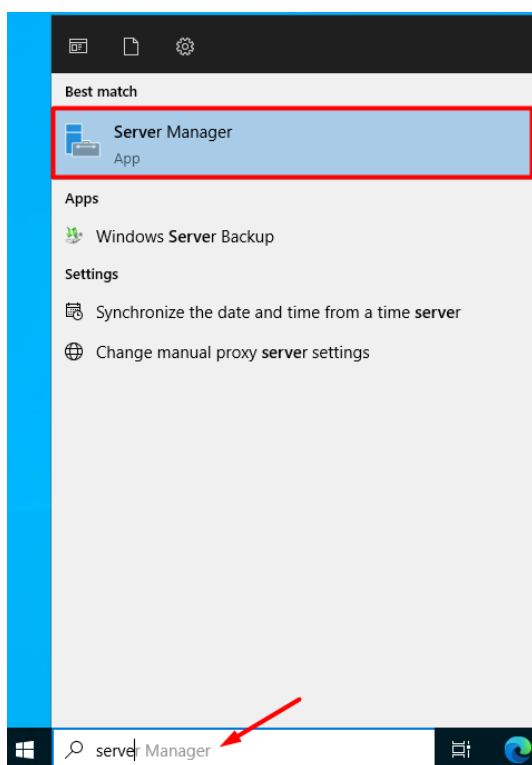 Best match
Server Manager
App
Apps
Windows Server Backup
Settings
Synchronize the date and time from a time server
Change manual proxy server settings
server Manager